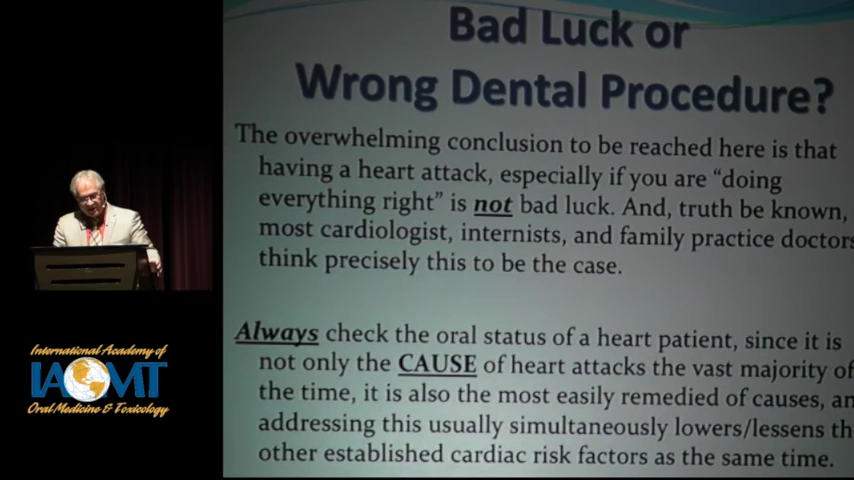 Bad Luck or
Wrong Dental Procedure?
The overwhelming conclusion to be reached here is that
having a heart attack, especially if you are “doing
everything right” is not bad luck. And, truth be known,
most cardiologist, internists, and family practice doctors
think precisely this to be the case.
Always check the oral status of a heart patient, since it is
not only the CAUSE of heart attacks the vast majority of
the time, it is also the most easily remedied of causes, an
addressing this usually simultaneously lowers/lessens th
other established cardiac risk factors as the same time.
International Academy of
IAOMT
Oral Medicine & Toxicology